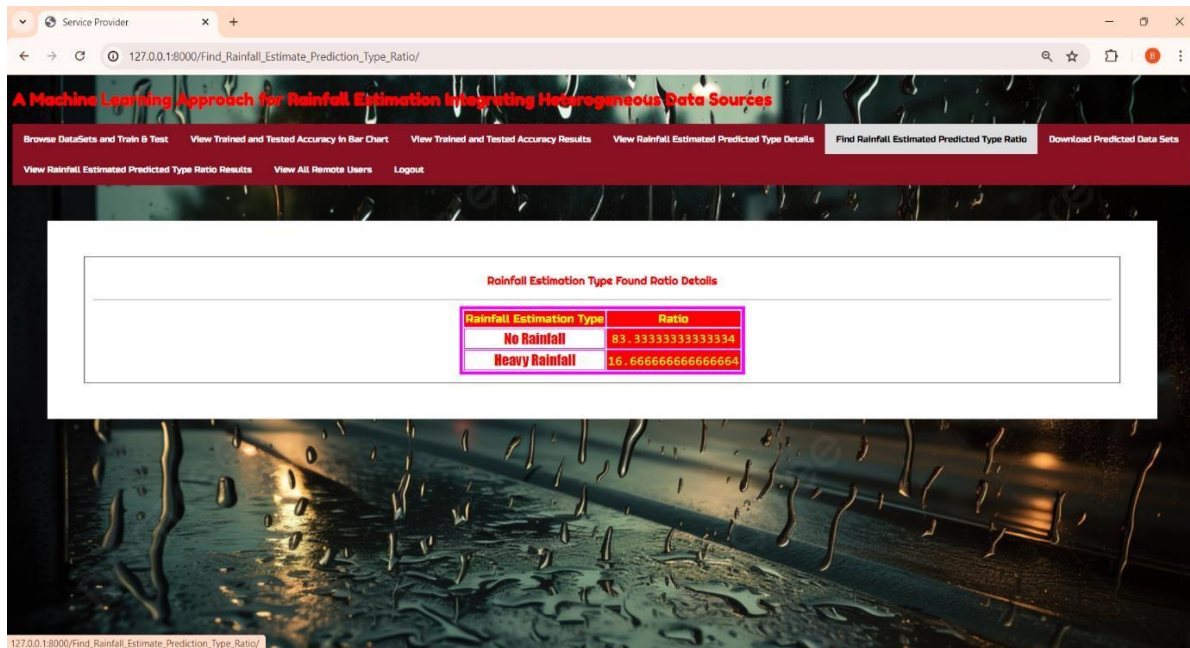 Service Provider
127.0.0.1:8000/Find_Rainfall_Estimate_Prediction_Type_Ratio/
B
A Machine Learning Approach for Rainfall Estimation Integrating Heterogeneous Data Sources
Browse DataSets and Train & Test View Trained and Tested Accuracy in Bar Chart View Trained and Tested Accuracy Results View Rainfall Estimated Predicted Type Details Find Rainfall Estimated Predicted Type Ratio Download Predicted Data Sets
View Rainfall Estimated Predicted Type Ratio Results View All Remote Users Logout
Rainfall Estimation Type Found Ratio Details
Rainfall Estimation Type Ratio
No Rainfall 83.33333333333334
Heavy Rainfall 16.666666666666664
127.0.0.1:8000/Find_Rainfall_Estimate_Prediction_Type_Ratio/